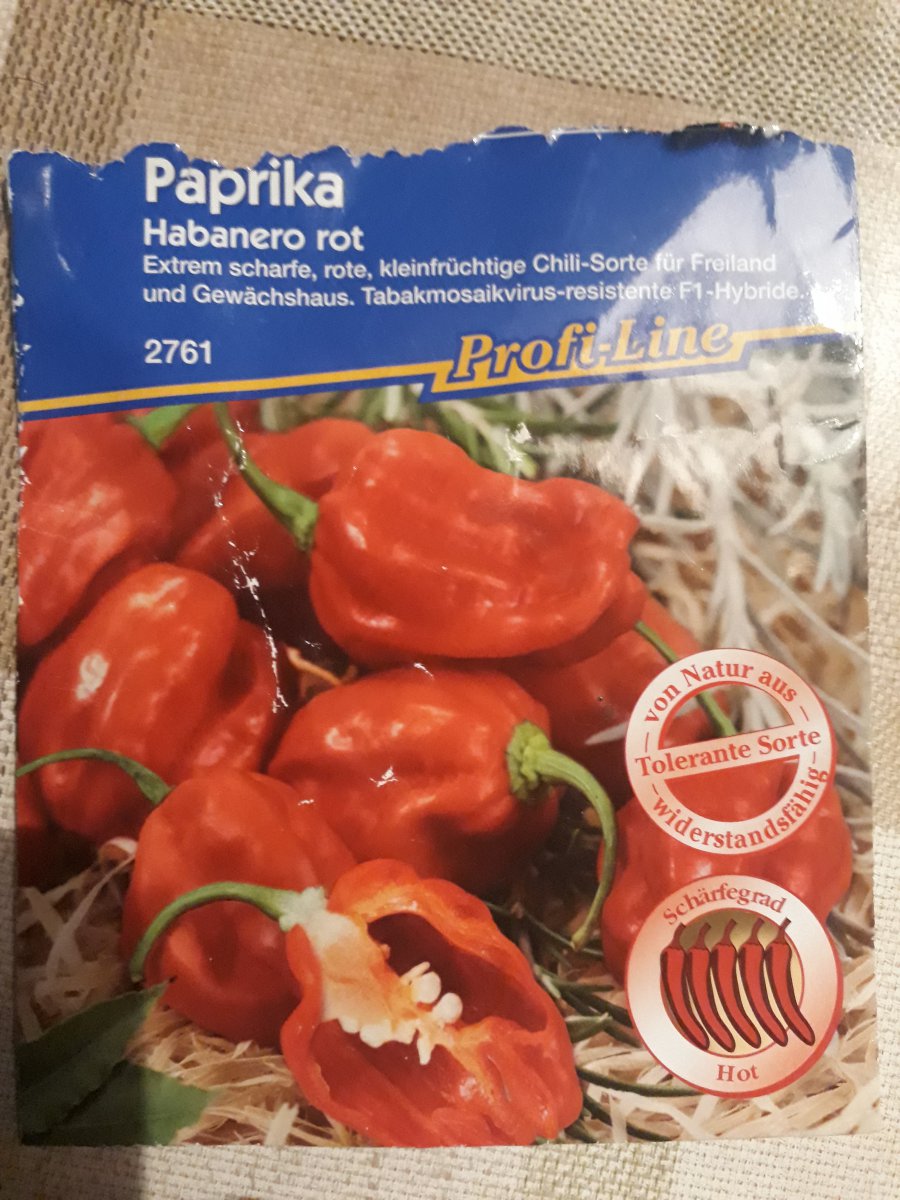 Paprika
Habanero rot
Extrem scharfe, rote, kleinfrüchtige Chili-Sorte für Freiland
und Gewächshaus. Tabakmosaikvirus-resistente F1-Hybride.
2761
Profi-Line
von Natur aus
Tolerante Sorte
widerstandsfähig
Schärfegrad
Hot